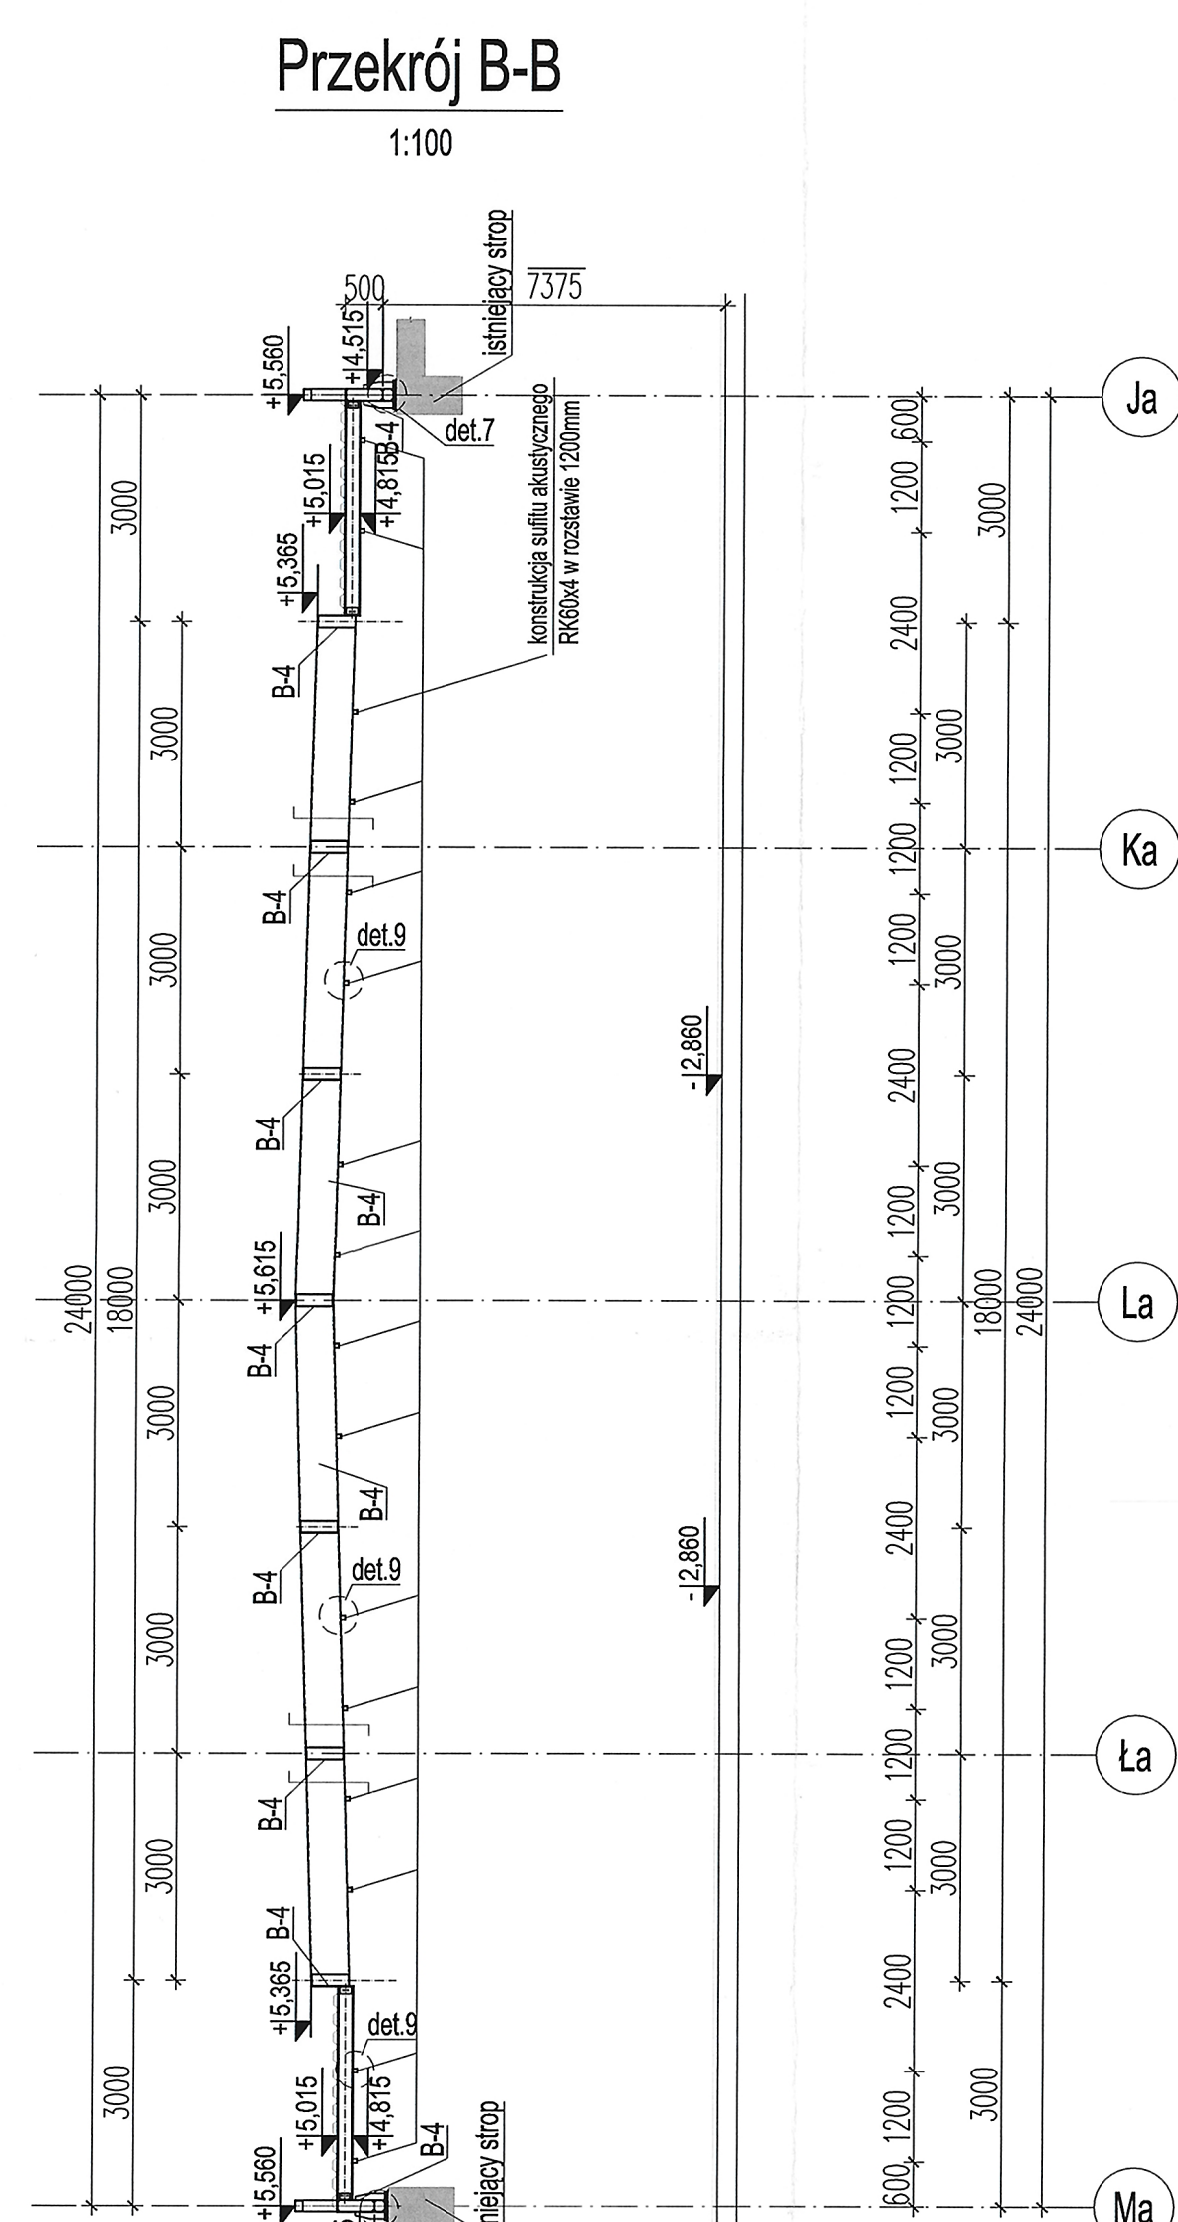 Przekrój B-B
1:100
istniejący strop
500
7375
+5,560
+4,515
Ja
det.7
B-4
600
konstrukcja sufitu akustycznego
RK60x4 w rozstawie 1200mm
+5,015
+4,815
3000
1200
3000
+5,365
2400
B-4
3000
1200
3000
Ka
1200
B-4
det.9
3000
1200
3000
-2,860
2400
B-4
3000
B-4
1200
3000
+5,615
24000
18000
1200
18000
24000
La
B-4
3000
1200
3000
B-4
2400
-2,860
det.9
B-4
3000
1200
3000
1200
Ła
B-4
3000
1200
3000
B-4
+5,365
2400
det.9
3000
+5,015
+4,815
1200
3000
B-4
+5,560
niejący strop
600
Ma